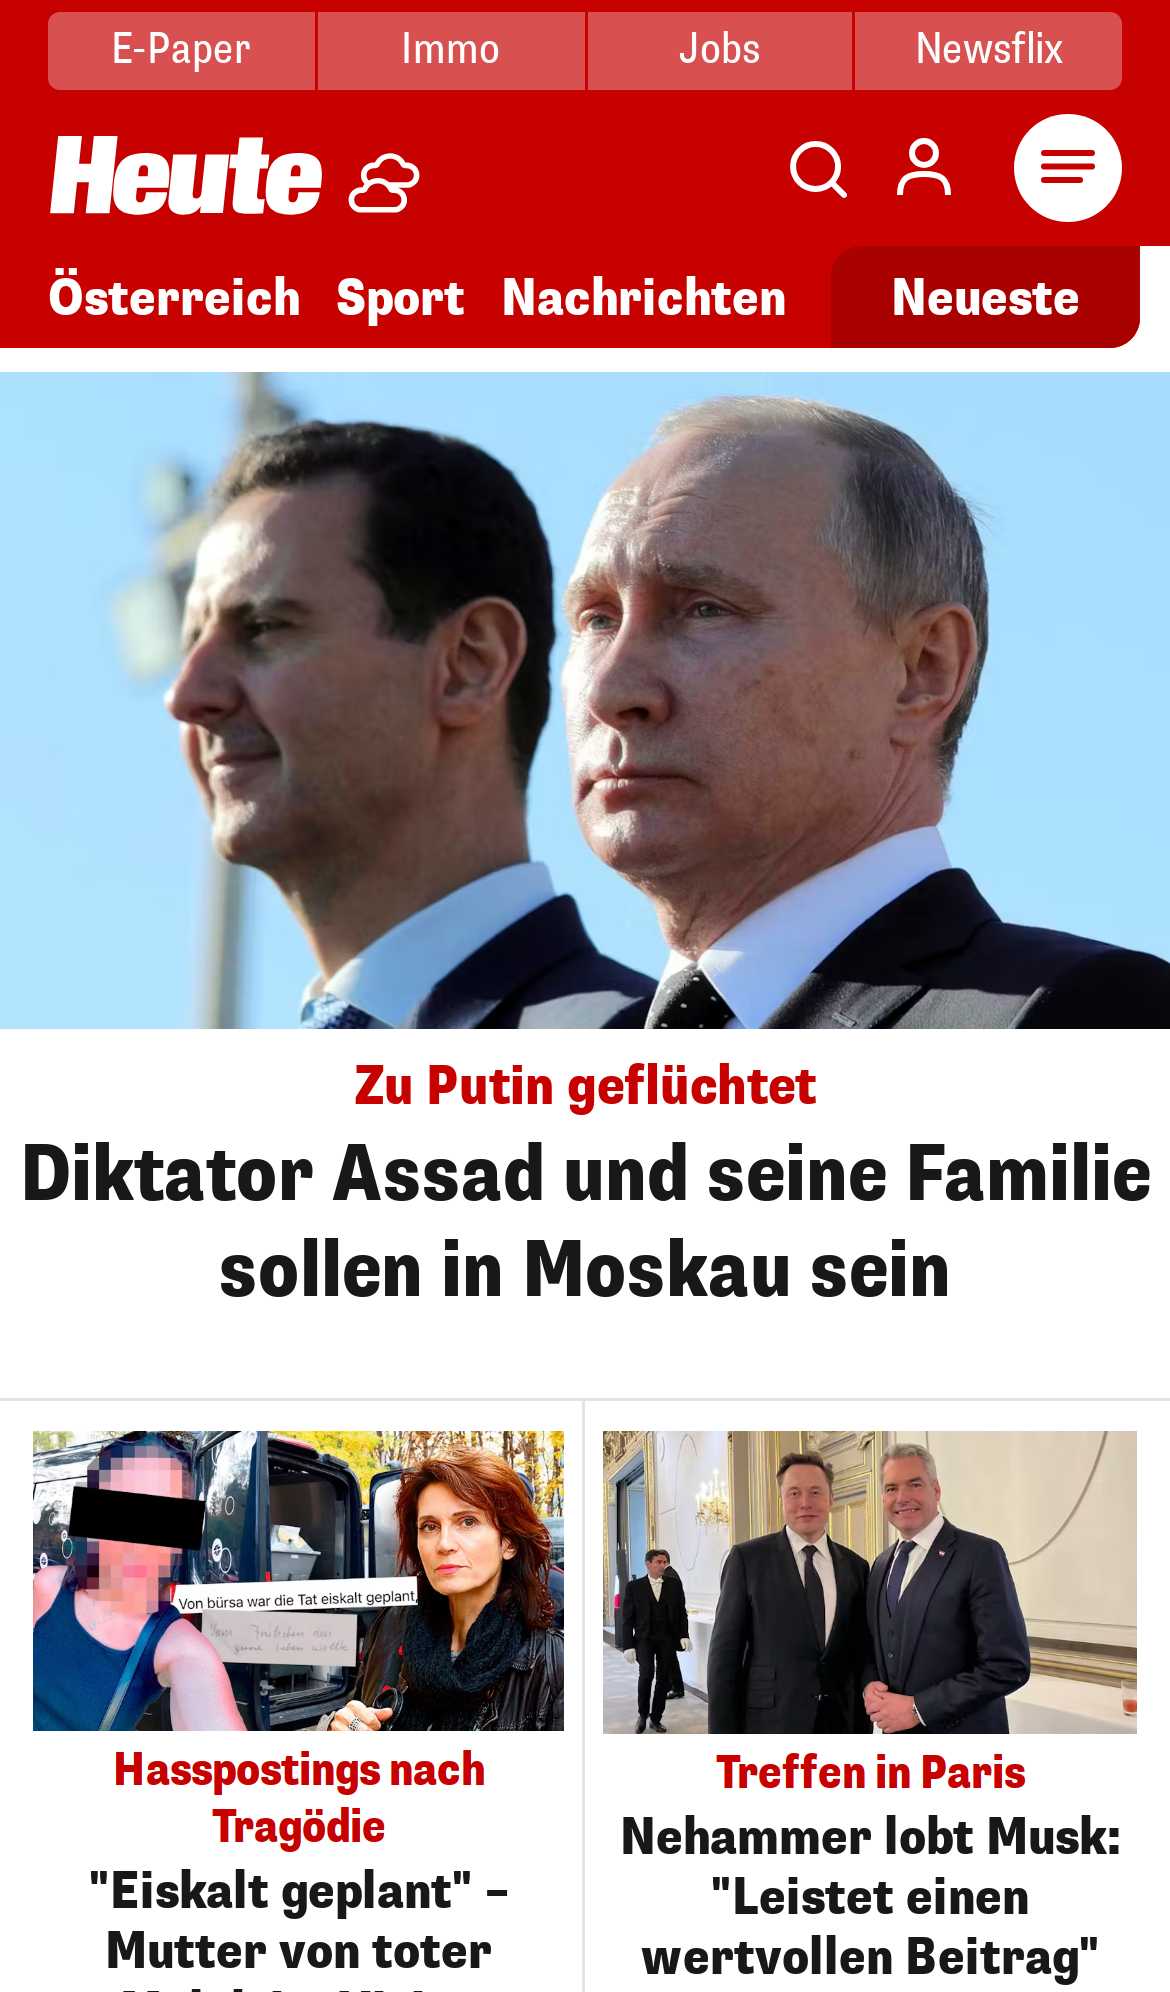 E-Paper
Immo
Jobs
Newsflix
Heute
Österreich
Sport
Nachrichten
Neueste
Zu Putin geflüchtet
Diktator Assad und seine Familie
sollen in Moskau sein
Von bürsa war die Tat eiskalt geplant,
Hasspostings nach
Tragödie
"Eiskalt geplant" –
Mutter von toter
Treffen in Paris
Nehammer lobt Musk:
"Leistet einen
wertvollen Beitrag"